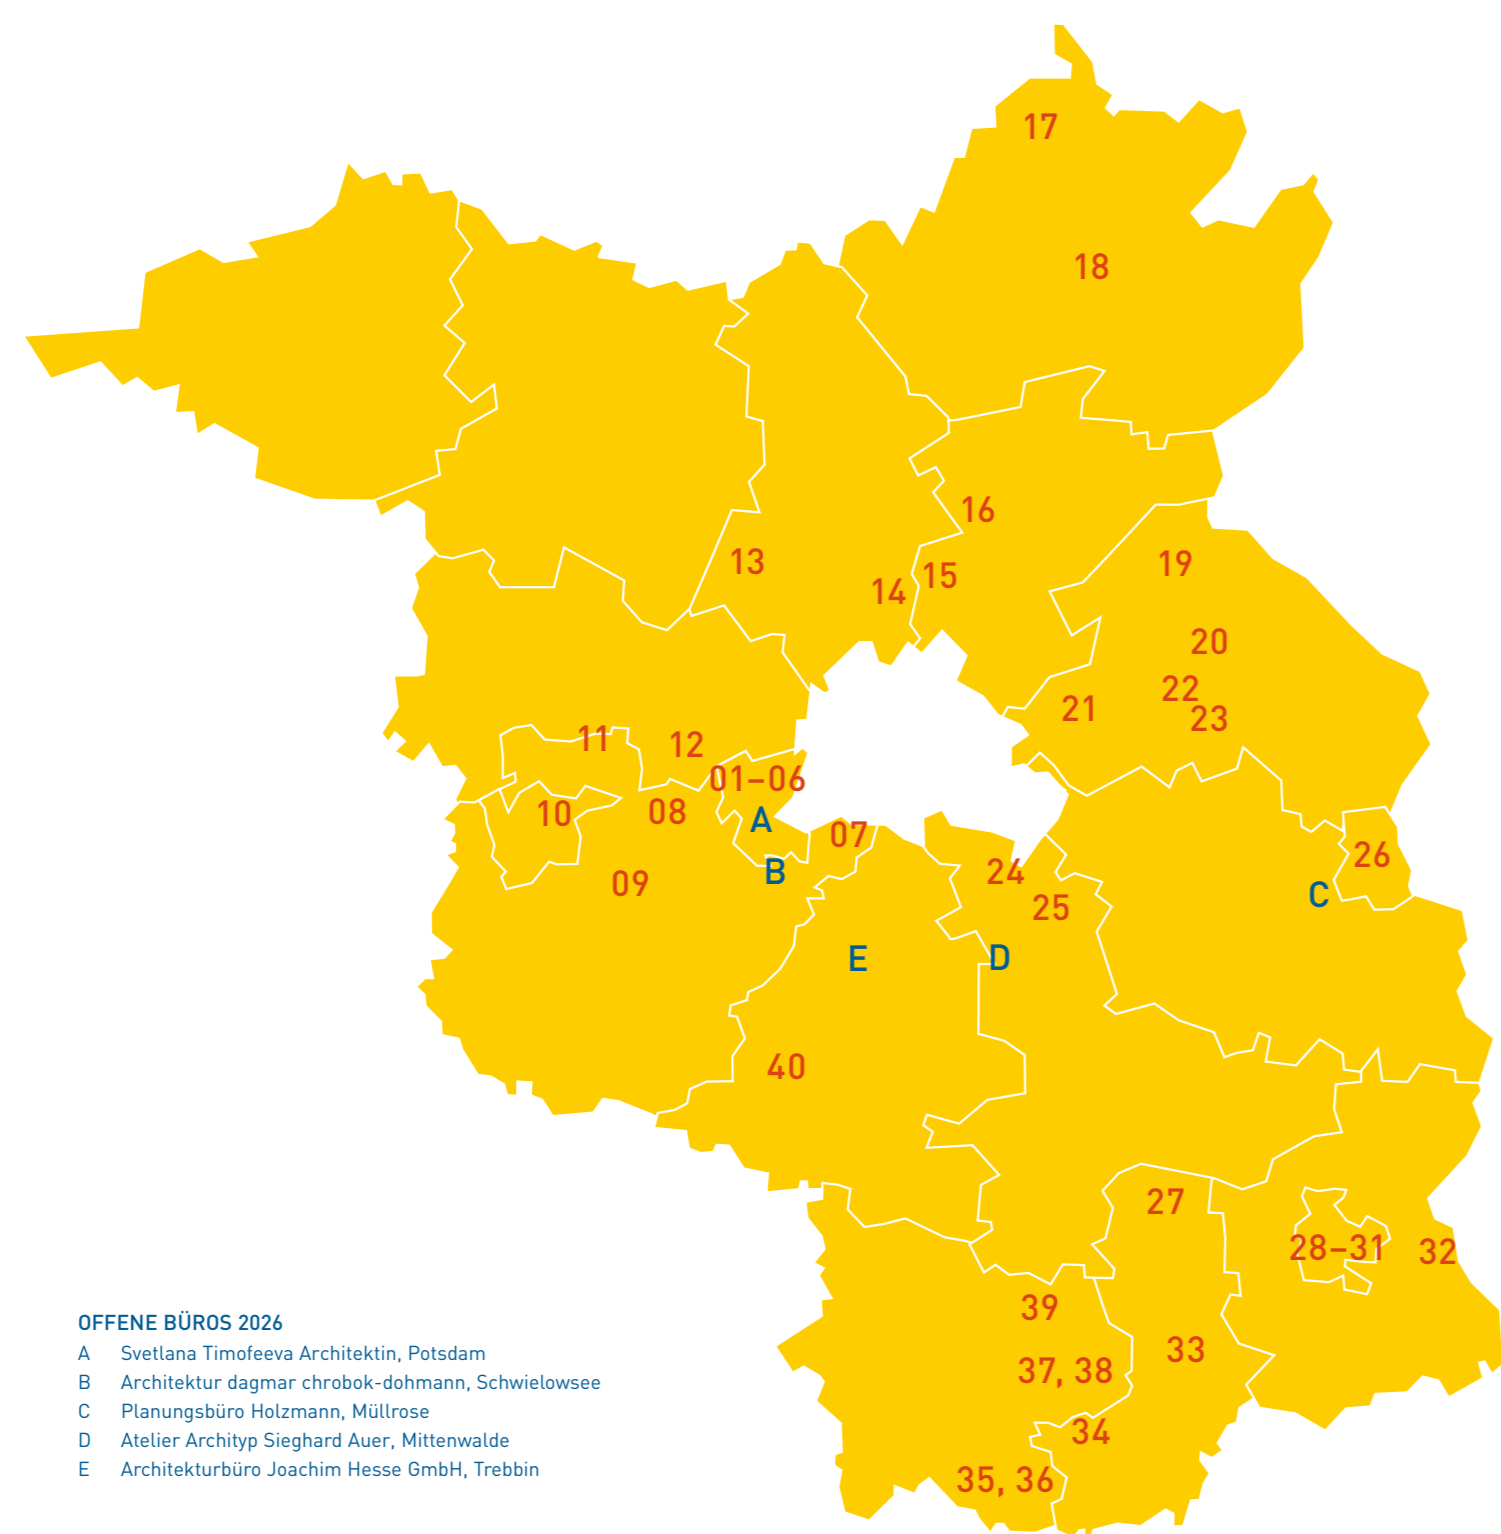 17
18
16
13
19
15
14
20
22
21
23
11
12
01–06
10
08
A
07
26
24
B
09
C
25
D
E
40
27
28–31
32
39
33
37, 38
34
35, 36
OFFENE BÜROS 2026
A Svetlana Timofeeva Architektin, Potsdam
B Architektur dagmar chrobok-dohmann, Schwielowsee
C Planungsbüro Holzmann, Müllrose
D Atelier Archityp Sieghard Auer, Mittenwalde
E Architekturbüro Joachim Hesse GmbH, Trebbin